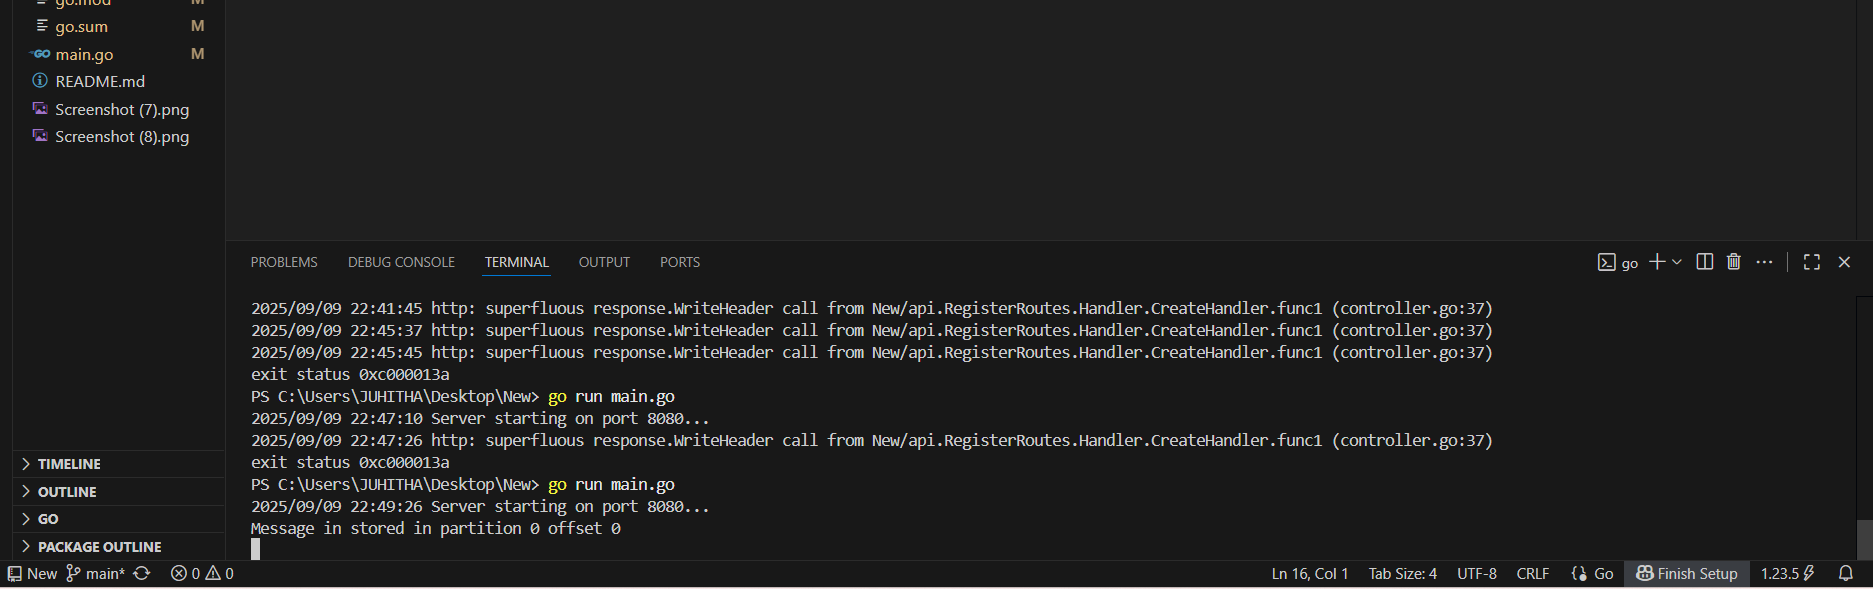 go.mod M
go.sum M
GO main.go M
README.md
Screenshot (7).png
Screenshot (8).png
TIMELINE
OUTLINE
GO
PACKAGE OUTLINE
PROBLEMS DEBUG CONSOLE TERMINAL OUTPUT PORTS go
2025/09/09 22:41:45 http: superfluous response.WriteHeader call from New/api.RegisterRoutes.Handler.CreateHandler.func1 (controller.go:37)
2025/09/09 22:45:37 http: superfluous response.WriteHeader call from New/api.RegisterRoutes.Handler.CreateHandler.func1 (controller.go:37)
2025/09/09 22:45:45 http: superfluous response.WriteHeader call from New/api.RegisterRoutes.Handler.CreateHandler.func1 (controller.go:37)
exit status 0xc000013a
PS C:\Users\JUHITHA\Desktop\New> go run main.go
2025/09/09 22:47:10 Server starting on port 8080...
2025/09/09 22:47:26 http: superfluous response.WriteHeader call from New/api.RegisterRoutes.Handler.CreateHandler.func1 (controller.go:37)
exit status 0xc000013a
PS C:\Users\JUHITHA\Desktop\New> go run main.go
2025/09/09 22:49:26 Server starting on port 8080...
Message in stored in partition 0 offset 0
New main* 0 0 Ln 16, Col 1 Tab Size: 4 UTF-8 CRLF Go Finish Setup 1.23.5